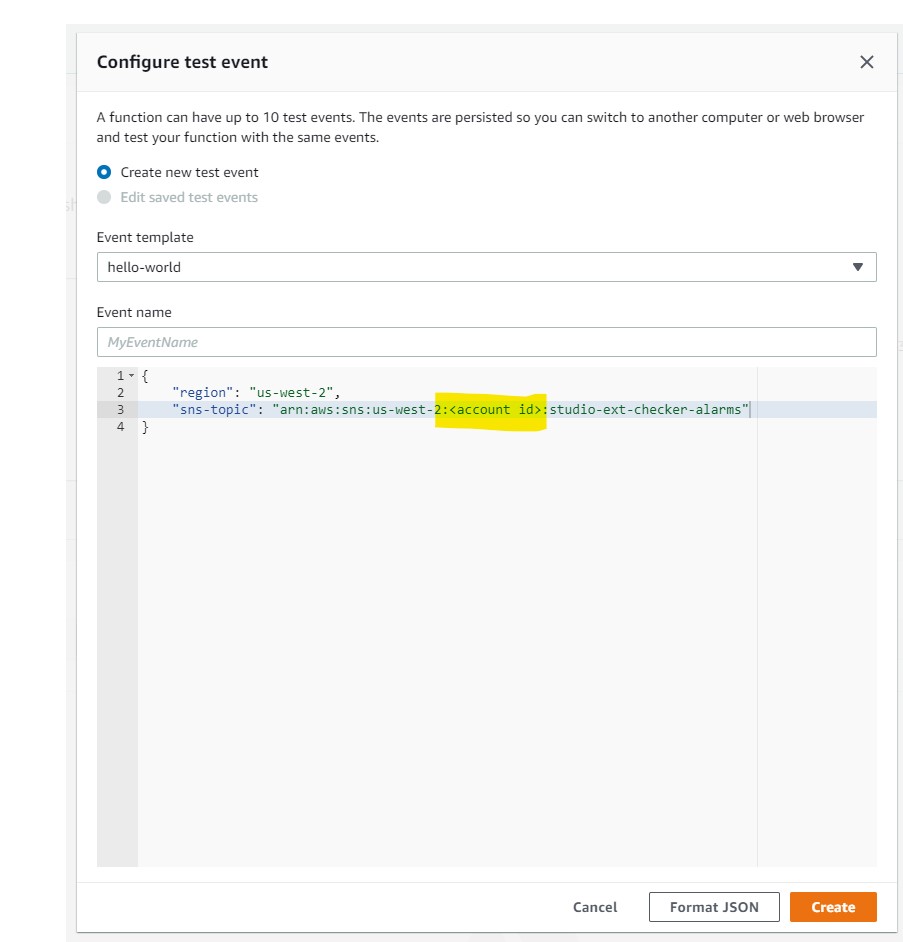 Configure test event
A function can have up to 10 test events. The events are persisted so you can switch to another computer or web browser
and test your function with the same events.
Create new test event
Edit saved test events
Event template
hello-world
Event name
MyEventName
1 {
2 "region": "us-west-2",
3 "sns-topic": "arn:aws:sns:us-west-2:<account id>:studio-ext-checker-alarms"
4 }
Cancel
Format JSON
Create